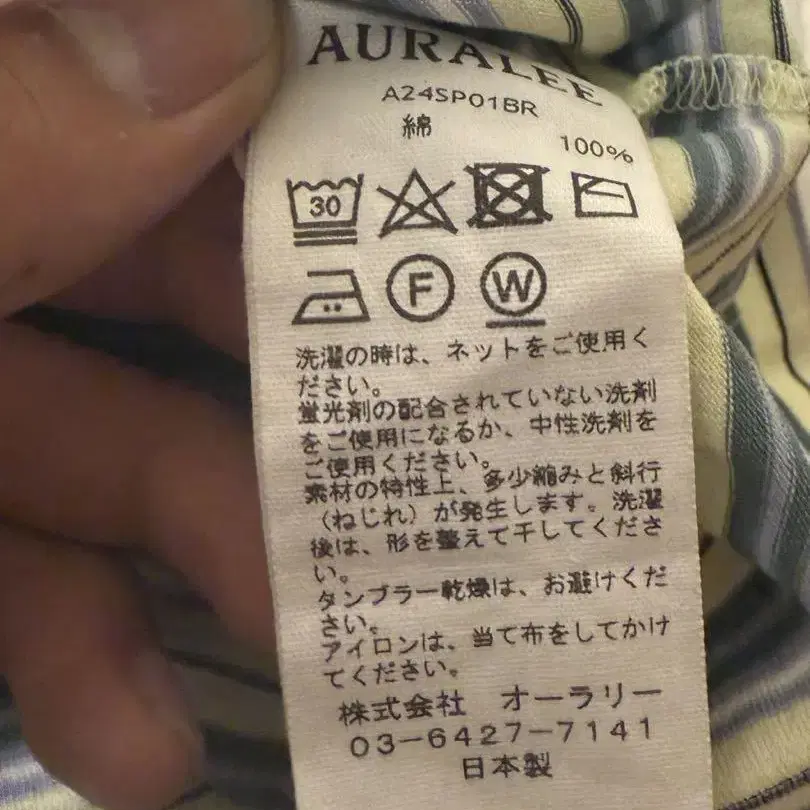 AURALEE
A24SP01BR
綿
100%
30
F
W
洗濯の時は、ネットをご使用く
ださい。
蛍光剤の配合されていない洗剤
をご使用になるか、中性洗剤を
ご使用ください。
素材の特性上、多少縮みと斜行
（ねじれ）が発生します。洗濯
後は、形を整えて干してくださ
い。
タンブラー乾燥は、お避けくだ
さい。
アイロンは、当て布をしてかけ
てください。
株式会社 オーラリー
03-6427-7141
日本製